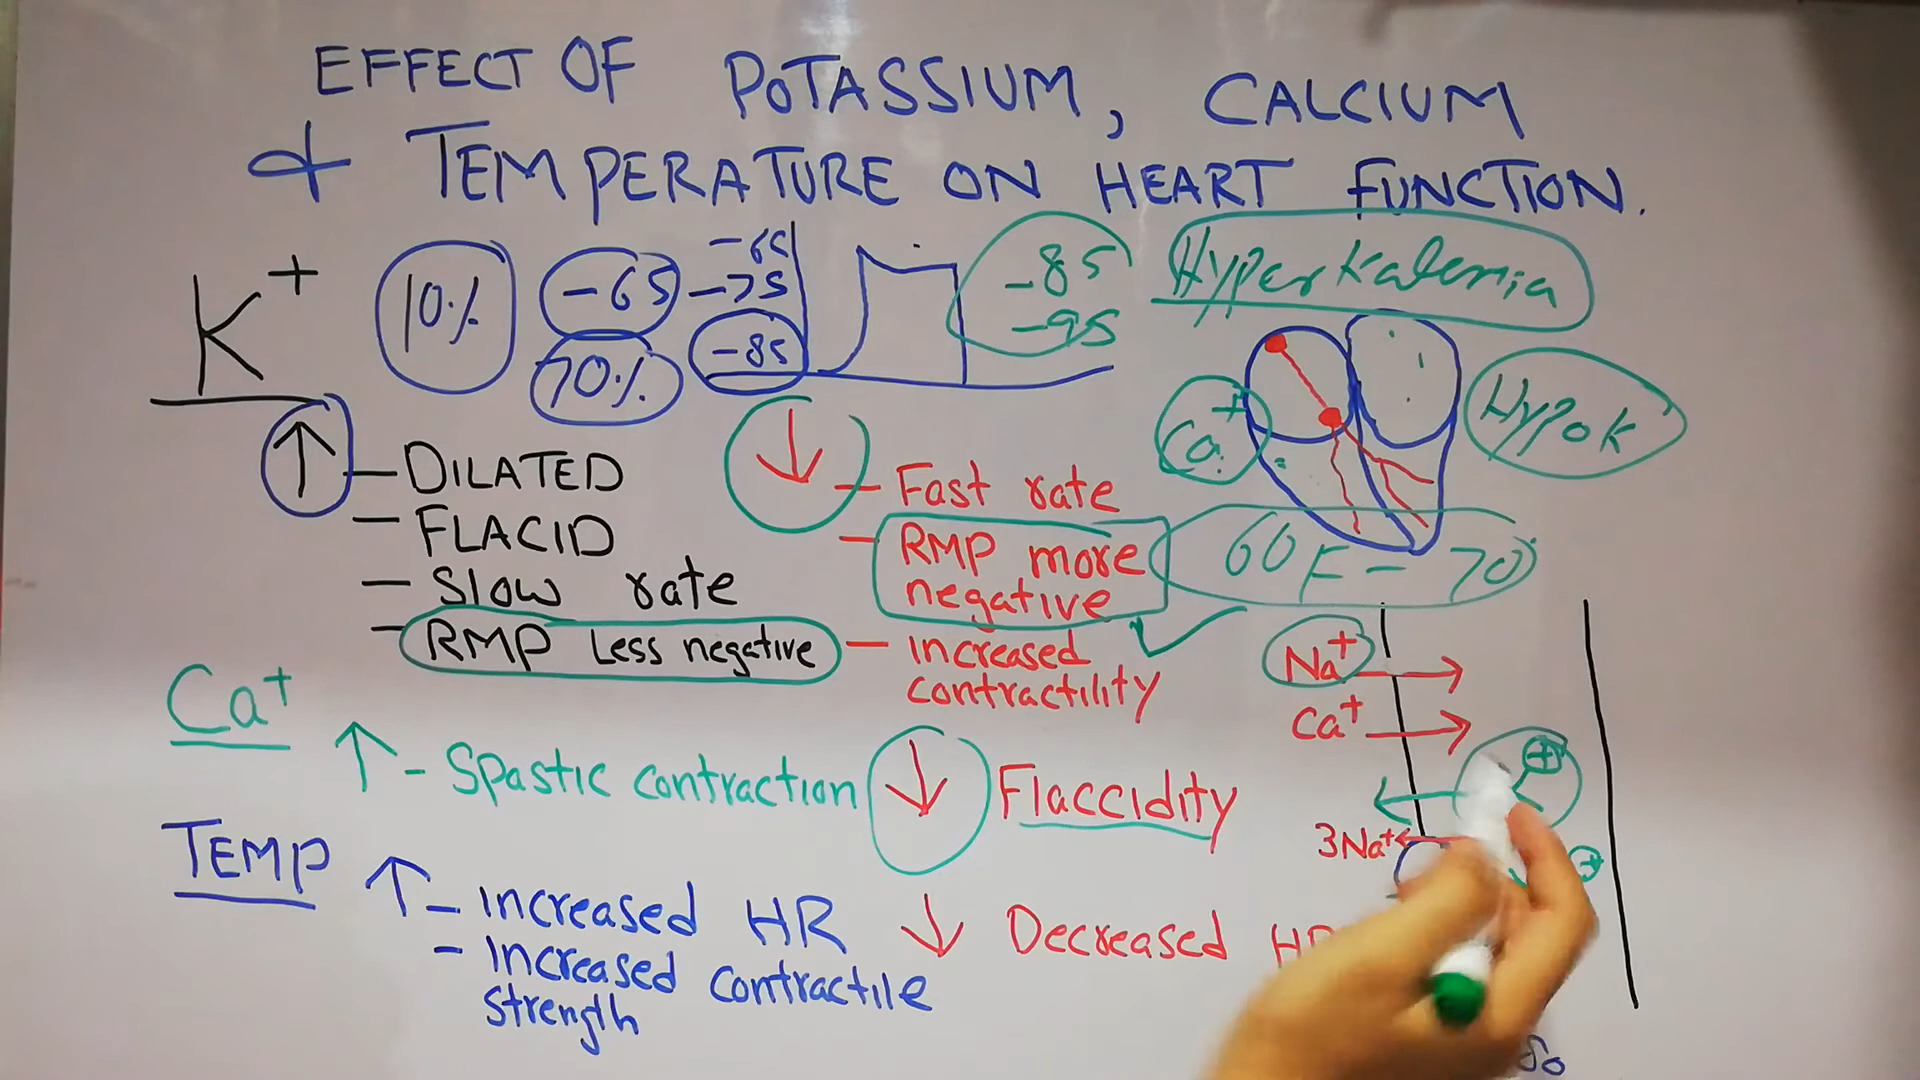 EFFECT OF POTASSIUM, CALCIUM
& TEMPERATURE ON HEART FUNCTION.
K+
10%
-65
70%
-65
-75
-85
-85
-95
Hyperkalemia
Ca+
HypoK
60 F - 70
↑ - DILATED
- FLACID
- SLOW rate
- RMP Less negative
↓ - Fast rate
- RMP more
negative
- increased
contractility
Na+ →
Ca+ →
+
3Na+ ←
+
Ca+
↑ - Spastic contraction ↓ Flaccidity
TEMP
↑ - increased HR ↓ Decreased
- increased contractile
strength